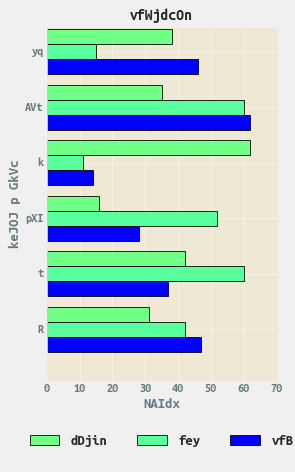 vfWjdcOn
keJOJ p GkVc
yq
AVt
k
pXI
t
R
0 10 20 30 40 50 60 70
NAIdx
dDjin fey vfB